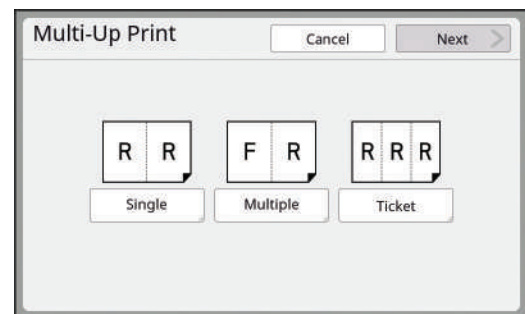 Multi-Up Print Cancel Next
R R F R R R R
Single Multiple Ticket